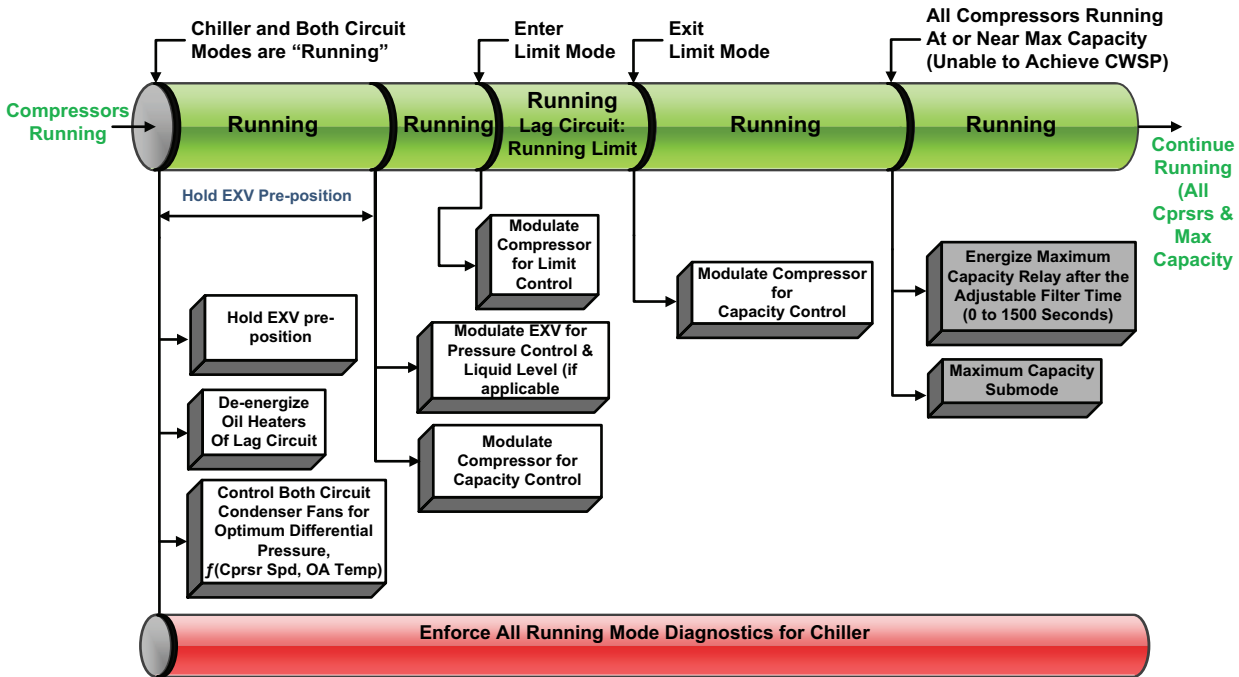 Chiller and Both Circuit
Modes are “Running”
Enter
Limit Mode
Exit
Limit Mode
All Compressors Running
At or Near Max Capacity
(Unable to Achieve CWSP)
Compressors
Running
Running
Running
Running
Lag Circuit:
Running Limit
Running
Running
Continue
Running
(All
Cprsrs &
Max
Capacity
Hold EXV Pre-position
Hold EXV pre-
position
De-energize
Oil Heaters
Of Lag Circuit
Control Both Circuit
Condenser Fans for
Optimum Differential
Pressure,
ƒ(Cprsr Spd, OA Temp)
Modulate
Compressor
for Limit
Control
Modulate EXV for
Pressure Control &
Liquid Level (if
applicable
Modulate
Compressor for
Capacity Control
Modulate Compressor
for
Capacity Control
Energize Maximum
Capacity Relay after the
Adjustable Filter Time
(0 to 1500 Seconds)
Maximum Capacity
Submode
Enforce All Running Mode Diagnostics for Chiller